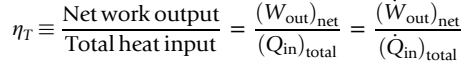 η_T ≡ Net work output / Total heat input = (W_out)_net / (Q_in)_total = (Ẇ_out)_net / (Q̇_in)_total